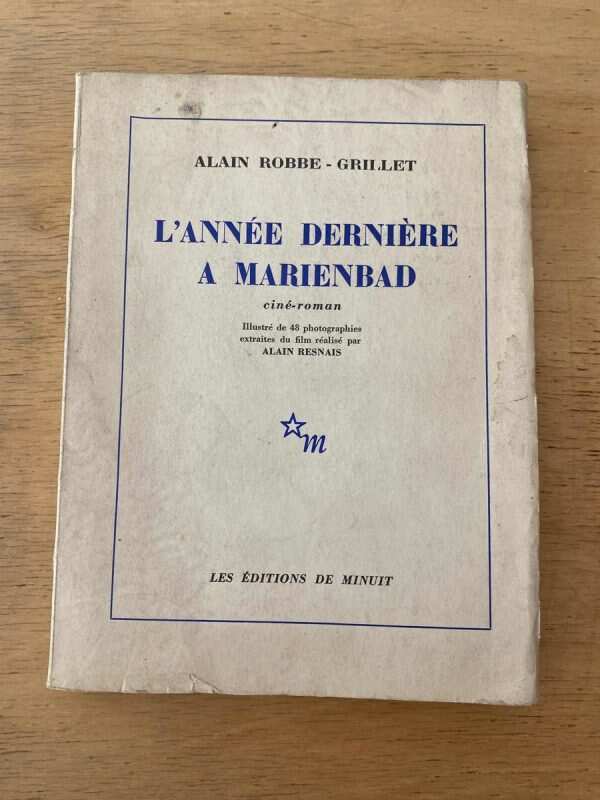 ALAIN ROBBE - GRILLET
L'ANNÉE DERNIÈRE
A MARIENBAD
ciné-roman
Illustré de 48 photographies
extraites du film réalisé par
ALAIN RESNAIS
m
LES ÉDITIONS DE MINUIT